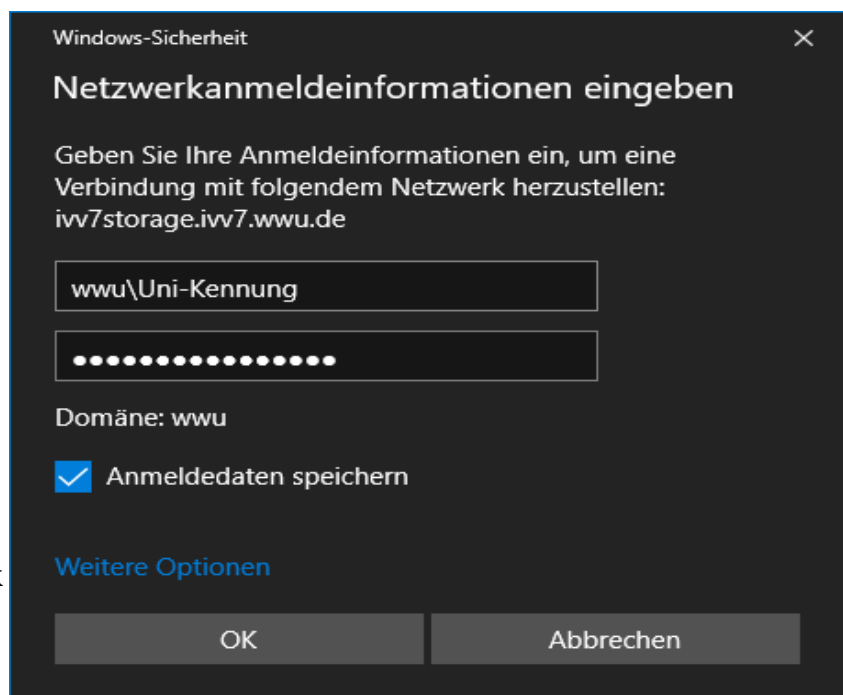 Windows-Sicherheit
Netzwerkanmeldeinformationen eingeben
Geben Sie Ihre Anmeldeinformationen ein, um eine
Verbindung mit folgendem Netzwerk herzustellen:
ivv7storage.ivv7.wwu.de
wwu\Uni-Kennung
●●●●●●●●●●●●●●●●
Domäne: wwu
Anmeldedaten speichern
Weitere Optionen
OK
Abbrechen